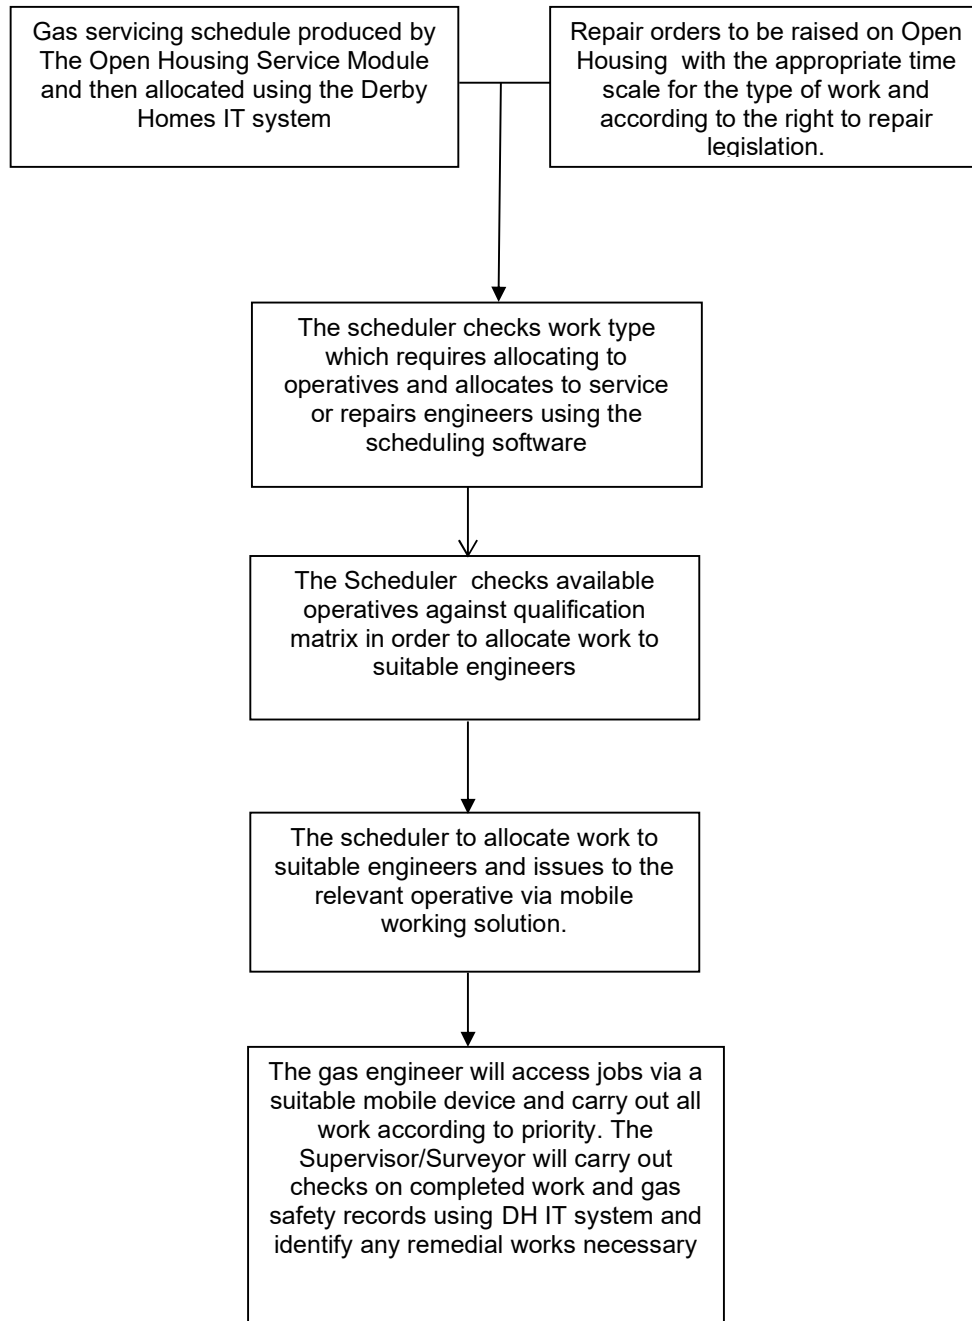 Gas servicing schedule produced by
The Open Housing Service Module
and then allocated using the Derby
Homes IT system
Repair orders to be raised on Open
Housing with the appropriate time
scale for the type of work and
according to the right to repair
legislation.
The scheduler checks work type
which requires allocating to
operatives and allocates to service
or repairs engineers using the
scheduling software
The Scheduler checks available
operatives against qualification
matrix in order to allocate work to
suitable engineers
The scheduler to allocate work to
suitable engineers and issues to the
relevant operative via mobile
working solution.
The gas engineer will access jobs via a
suitable mobile device and carry out all
work according to priority. The
Supervisor/Surveyor will carry out
checks on completed work and gas
safety records using DH IT system and
identify any remedial works necessary